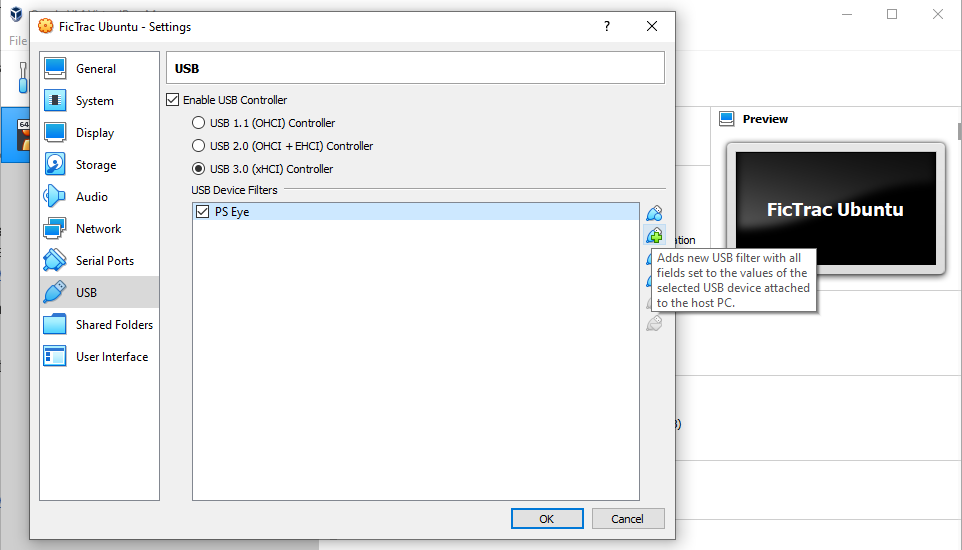 FicTrac Ubuntu - Settings
?
File
General
System
Display
Storage
Audio
Network
Serial Ports
USB
Shared Folders
User Interface
USB
Enable USB Controller
USB 1.1 (OHCI) Controller
USB 2.0 (OHCI + EHCI) Controller
USB 3.0 (xHCI) Controller
USB Device Filters
PS Eye
Adds new USB filter with all
fields set to the values of the
selected USB device attached
to the host PC.
OK
Cancel
Preview
FicTrac Ubuntu
64